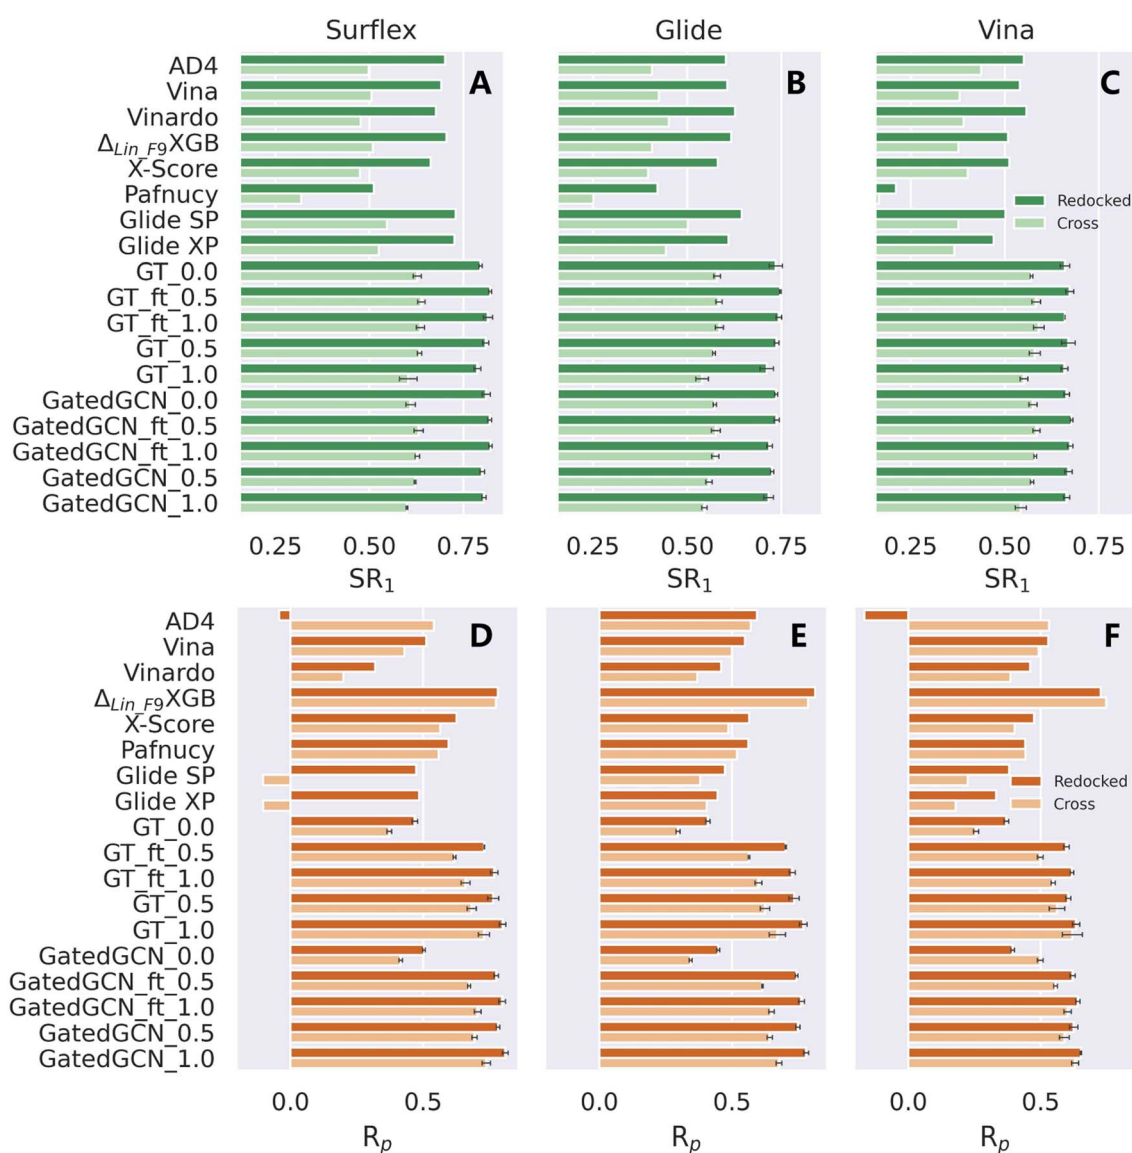 Surflex Glide Vina
A B C
AD4
Vina
Vinardo
Δ_Lin_F9XGB
X-Score
Pafnucy
Glide SP
Glide XP
GT_0.0
GT_ft_0.5
GT_ft_1.0
GT_0.5
GT_1.0
GatedGCN_0.0
GatedGCN_ft_0.5
GatedGCN_ft_1.0
GatedGCN_0.5
GatedGCN_1.0
Redocked
Cross
0.25 0.50 0.75 0.25 0.50 0.75 0.25 0.50 0.75
SR₁ SR₁ SR₁
D E F
AD4
Vina
Vinardo
Δ_Lin_F9XGB
X-Score
Pafnucy
Glide SP
Glide XP
GT_0.0
GT_ft_0.5
GT_ft_1.0
GT_0.5
GT_1.0
GatedGCN_0.0
GatedGCN_ft_0.5
GatedGCN_ft_1.0
GatedGCN_0.5
GatedGCN_1.0
Redocked
Cross
0.0 0.5 0.0 0.5 0.0 0.5
Rₚ Rₚ Rₚ